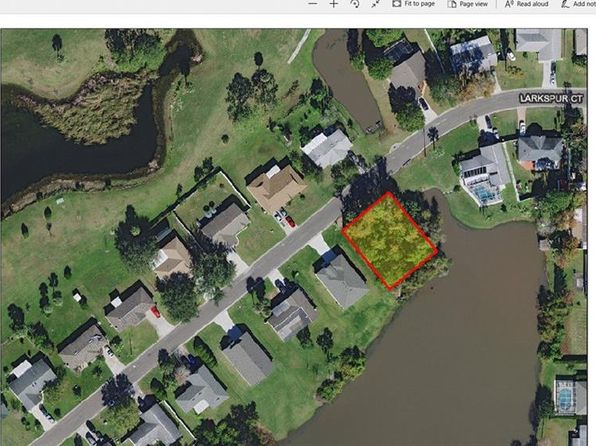 Fit to page
Page view
Read aloud
Add not
LARKSPUR CT